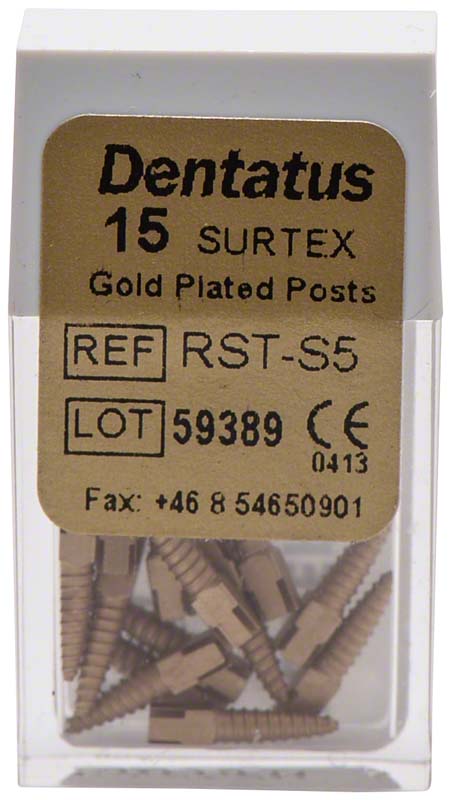 Dentatus
15 SURTEX
Gold Plated Posts
REF RST-S5
LOT 59389 CE
0413
Fax: +46 8 54650901